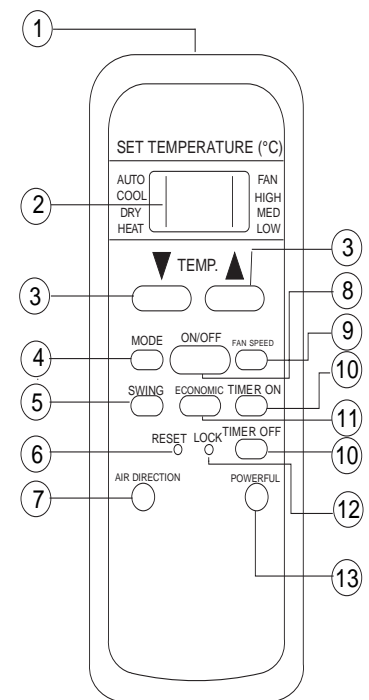 1
SET TEMPERATURE (°C)
AUTO FAN
COOL HIGH
2
DRY MED
HEAT LOW
▼ TEMP. ▲
3
3
8
ON/OFF
MODE FAN SPEED
9
4
10
SWING ECONOMIC TIMER ON
5
11
TIMER OFF
RESET LOCK
6
10
12
AIR DIRECTION POWERFUL
7
13